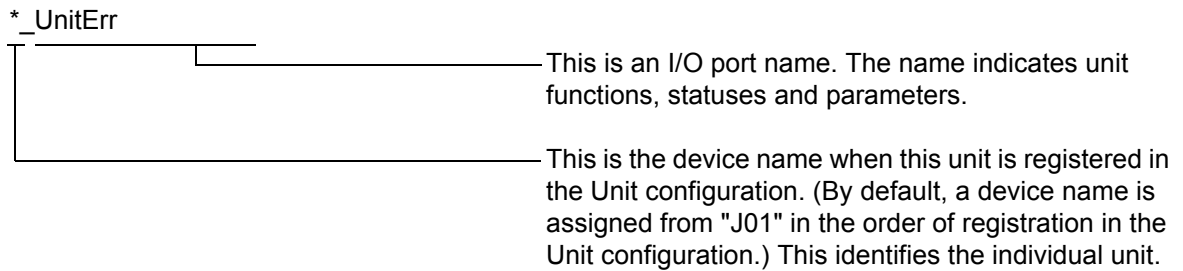 *_UnitErr
This is an I/O port name. The name indicates unit
functions, statuses and parameters.
This is the device name when this unit is registered in
the Unit configuration. (By default, a device name is
assigned from "J01" in the order of registration in the
Unit configuration.) This identifies the individual unit.